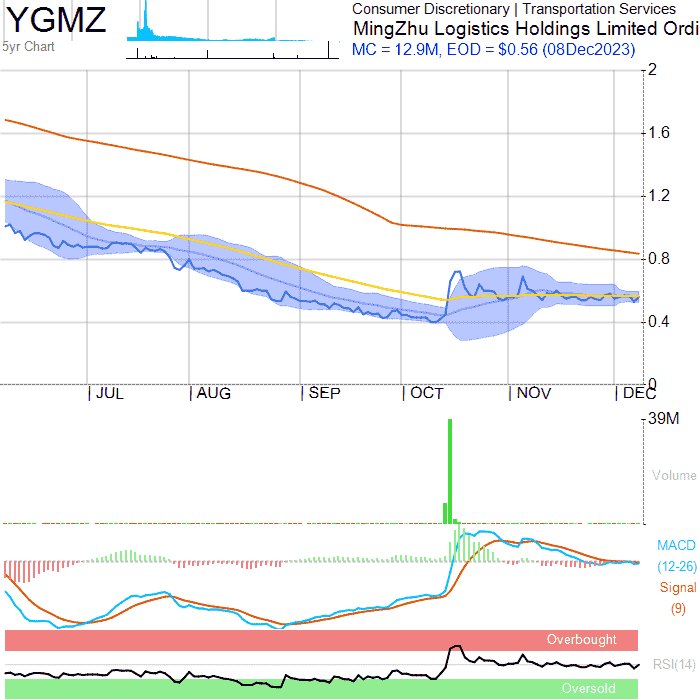 YGMZ
5yr Chart
Consumer Discretionary | Transportation Services
MingZhu Logistics Holdings Limited Ordi
MC = 12.9M, EOD = $0.56 (08Dec2023)
2
1.6
1.2
0.8
0.4
0
JUL AUG SEP OCT NOV DEC
39M
Volume
MACD
(12-26)
Signal
(9)
Overbought
RSI(14)
Oversold